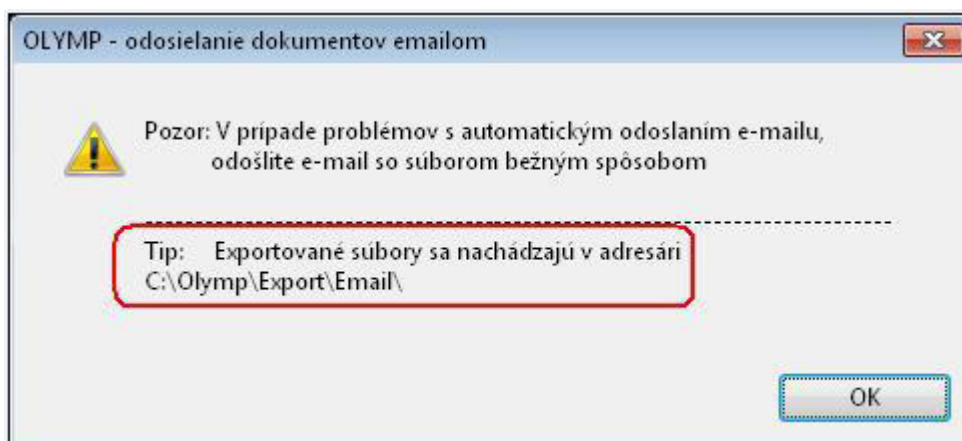 OLYMP - odosielanie dokumentov emailom
Pozor: V prípade problémov s automatickým odoslaním e-mailu,
odošlite e-mail so súborom bežným spôsobom
Tip: Exportované súbory sa nachádzajú v adresári
C:\Olymp\Export\Email\
OK